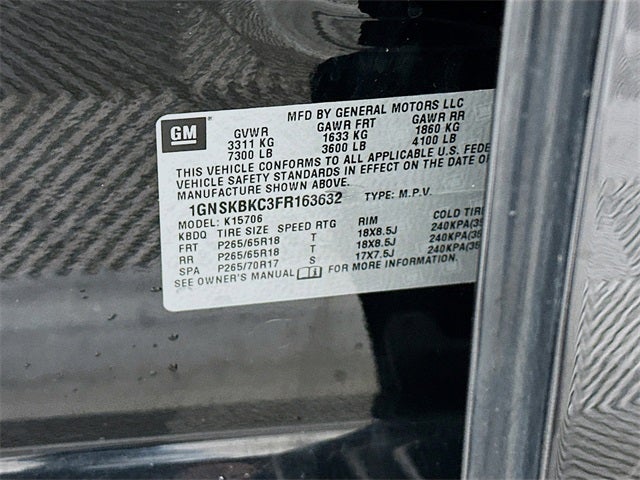 MFD BY GENERAL MOTORS LLC
GM GVWR GAWR FRT GAWR RR
3311 KG 1633 KG 1860 KG
7300 LB 3600 LB 4100 LB
THIS VEHICLE CONFORMS TO ALL APPLICABLE U.S. FEDE
VEHICLE SAFETY STANDARDS IN EFFECT ON THE DATE OF
MANUFACTURE SHOWN ABOVE.
1GNSKBKC3FR163632 TYPE: M.P.V.
MODEL: K15706
KBDQ TIRE SIZE SPEED RTG RIM COLD TIRE
FRT P265/65R18 T 18X8.5J 240KPA(35
RR P265/65R18 T 18X8.5J 240KPA(35
SPA P265/70R17 S 17X7.5J 240KPA(35
SEE OWNER'S MANUAL FOR MORE INFORMATION.